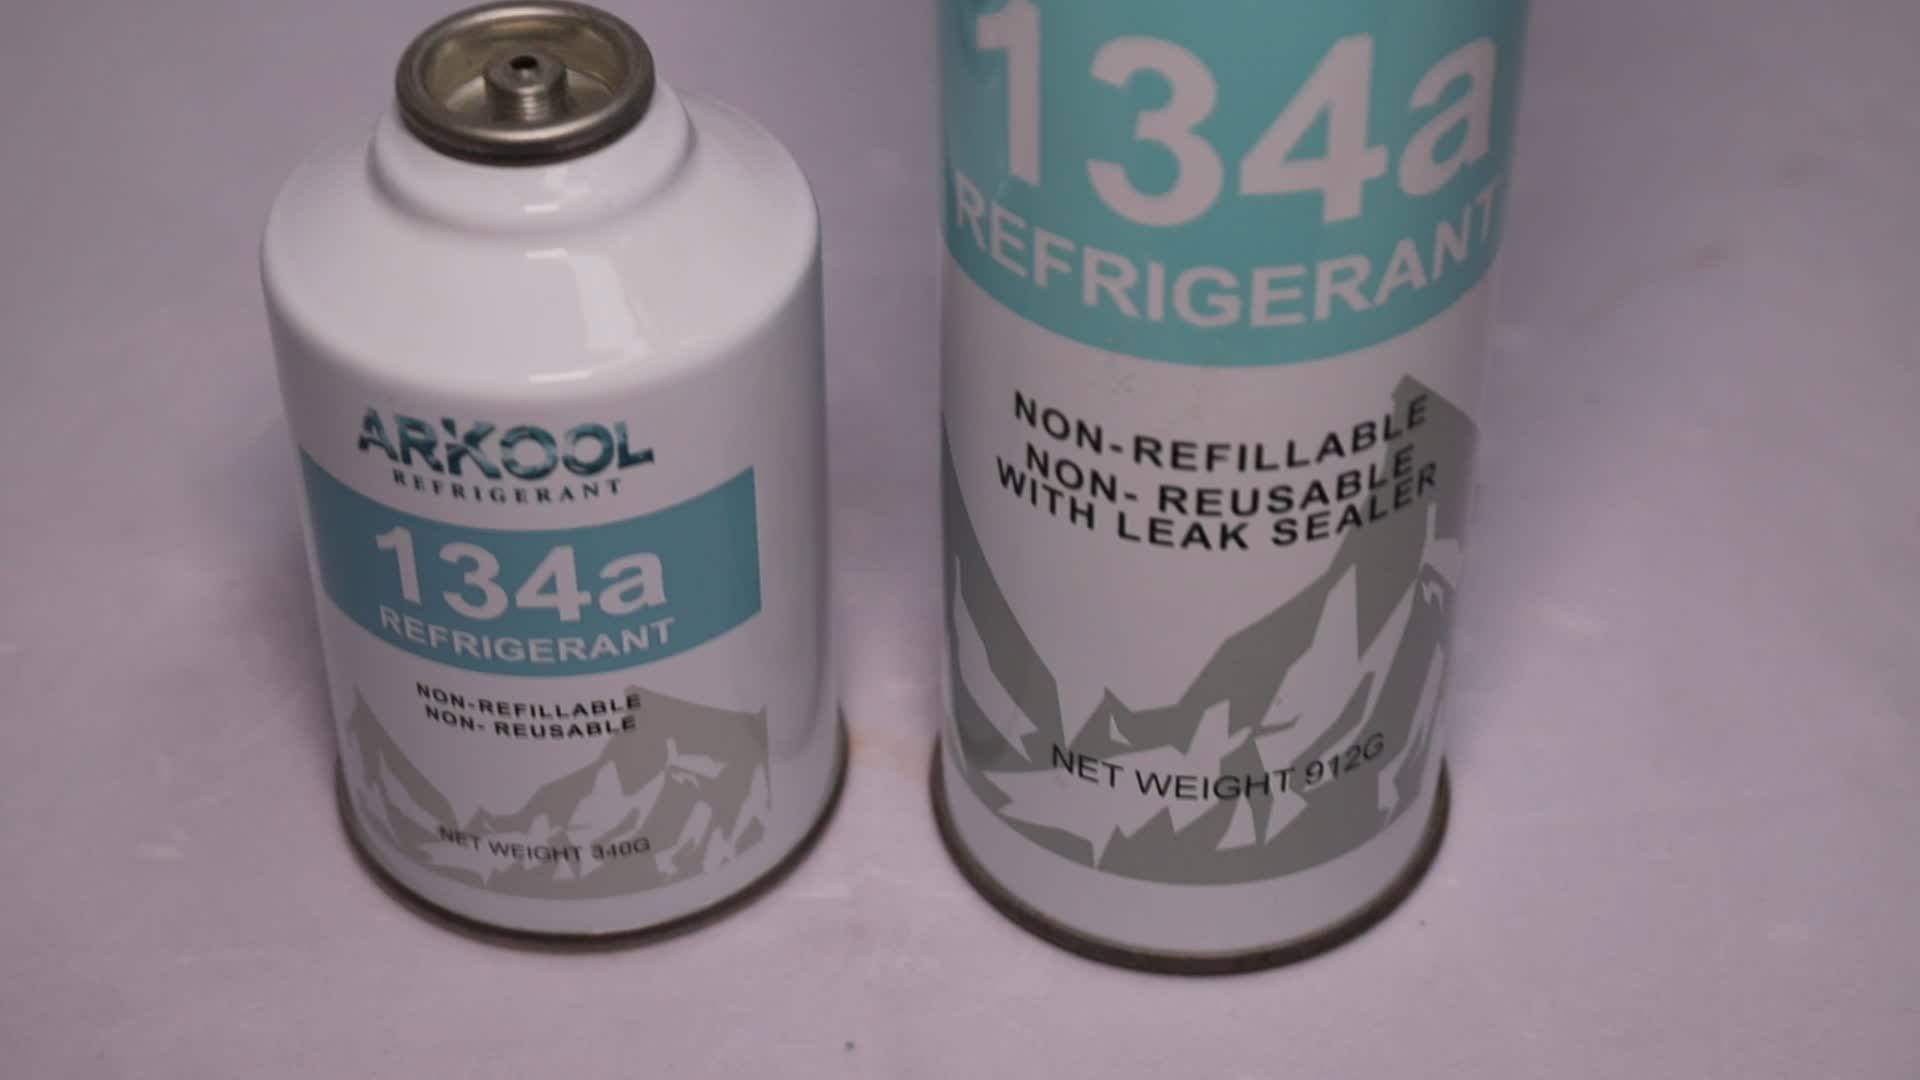 ARKOOL
REFRIGERANT
134a
REFRIGERANT
NON-REFILLABLE
NON- REUSABLE
NET WEIGHT 340G
134a
REFRIGERANT
NON-REFILLABLE
NON- REUSABLE
WITH LEAK SEALER
NET WEIGHT 912G